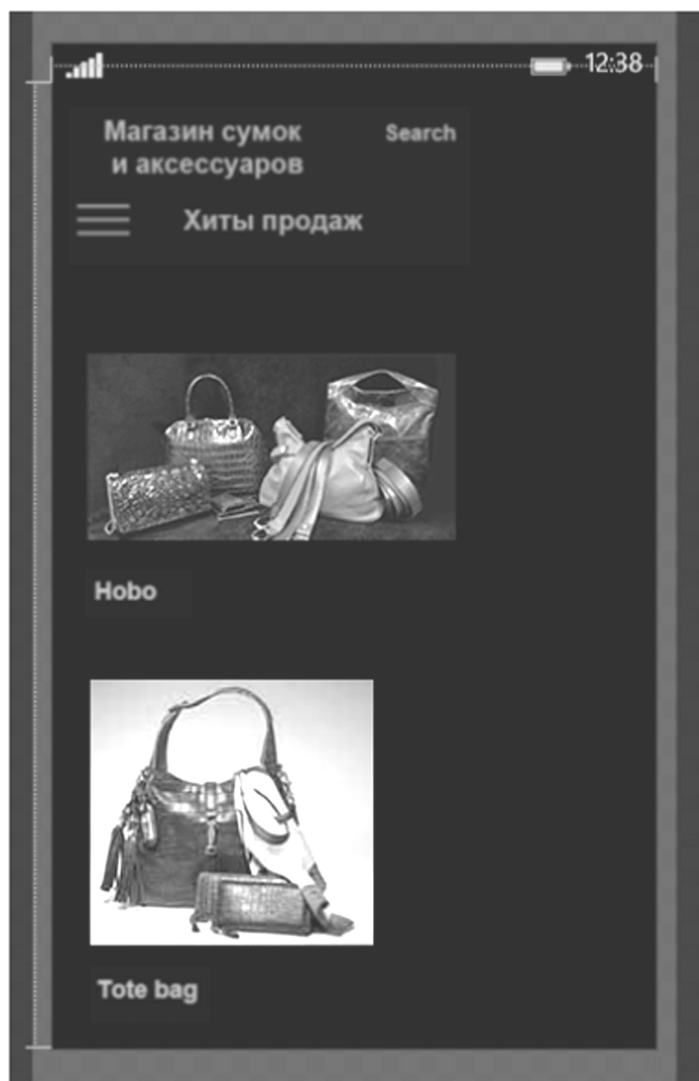 12:38
Магазин сумок
и аксессуаров
Search
Хиты продаж
Hobo
Tote bag